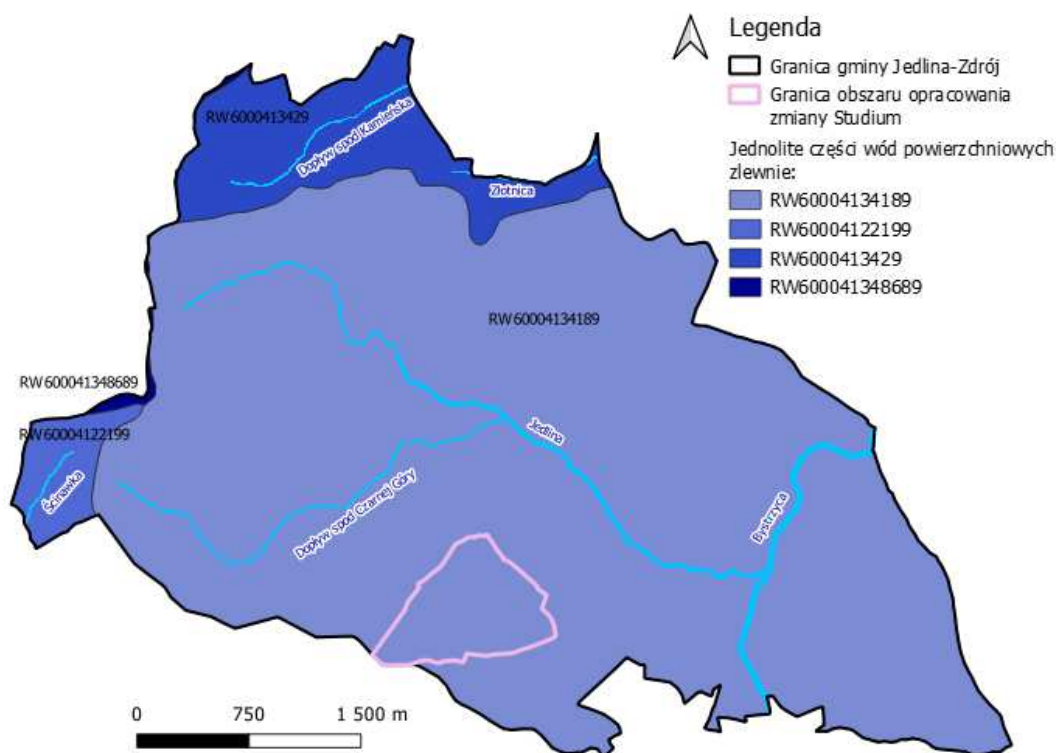 Legenda
Granica gminy Jedlina-Zdrój
Granica obszaru opracowania
zmiany Studium
Jednolite części wód powierzchniowych
zlewnie:
RW60004134189
RW60004122199
RW6000413429
RW600041348689
RW6000413429
Dopływ spod Kamieńska
Złotnica
RW60004134189
RW600041348689
RW60004122199
Ścinawka
Jedlina
Dopływ spod Czarnej Góry
Bystrzyca
0 750 1 500 m